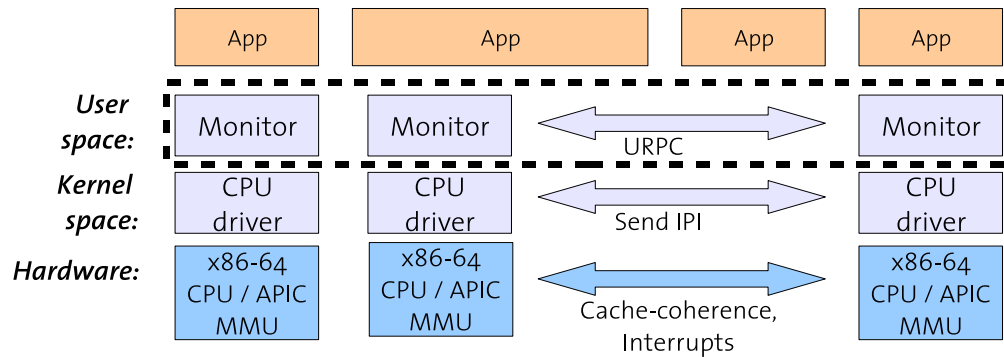 App App App App
User space:
Monitor Monitor Monitor
URPC
Kernel space:
CPU driver CPU driver CPU driver
Send IPI
Hardware:
x86-64 CPU / APIC MMU
x86-64 CPU / APIC MMU
x86-64 CPU / APIC MMU
Cache-coherence,
Interrupts